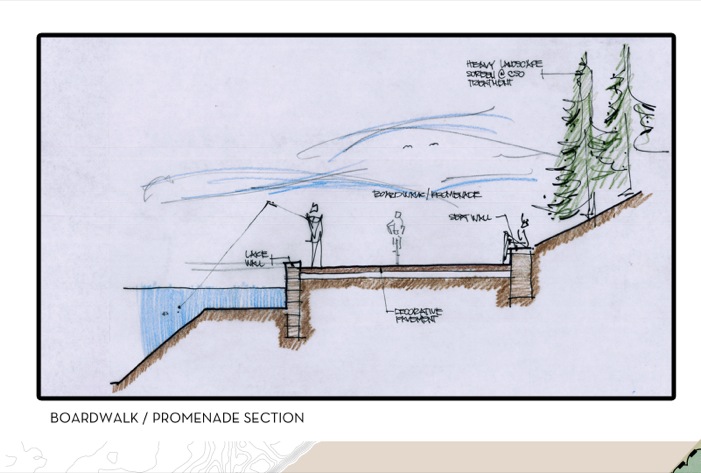 HEAVY LANDSCAPE
SCREEN @ CSO
TREATMENT
BOARDWALK / PROMENADE
SEAT WALL
LAKE
WALL
DECORATIVE
PAVEMENT
BOARDWALK / PROMENADE SECTION